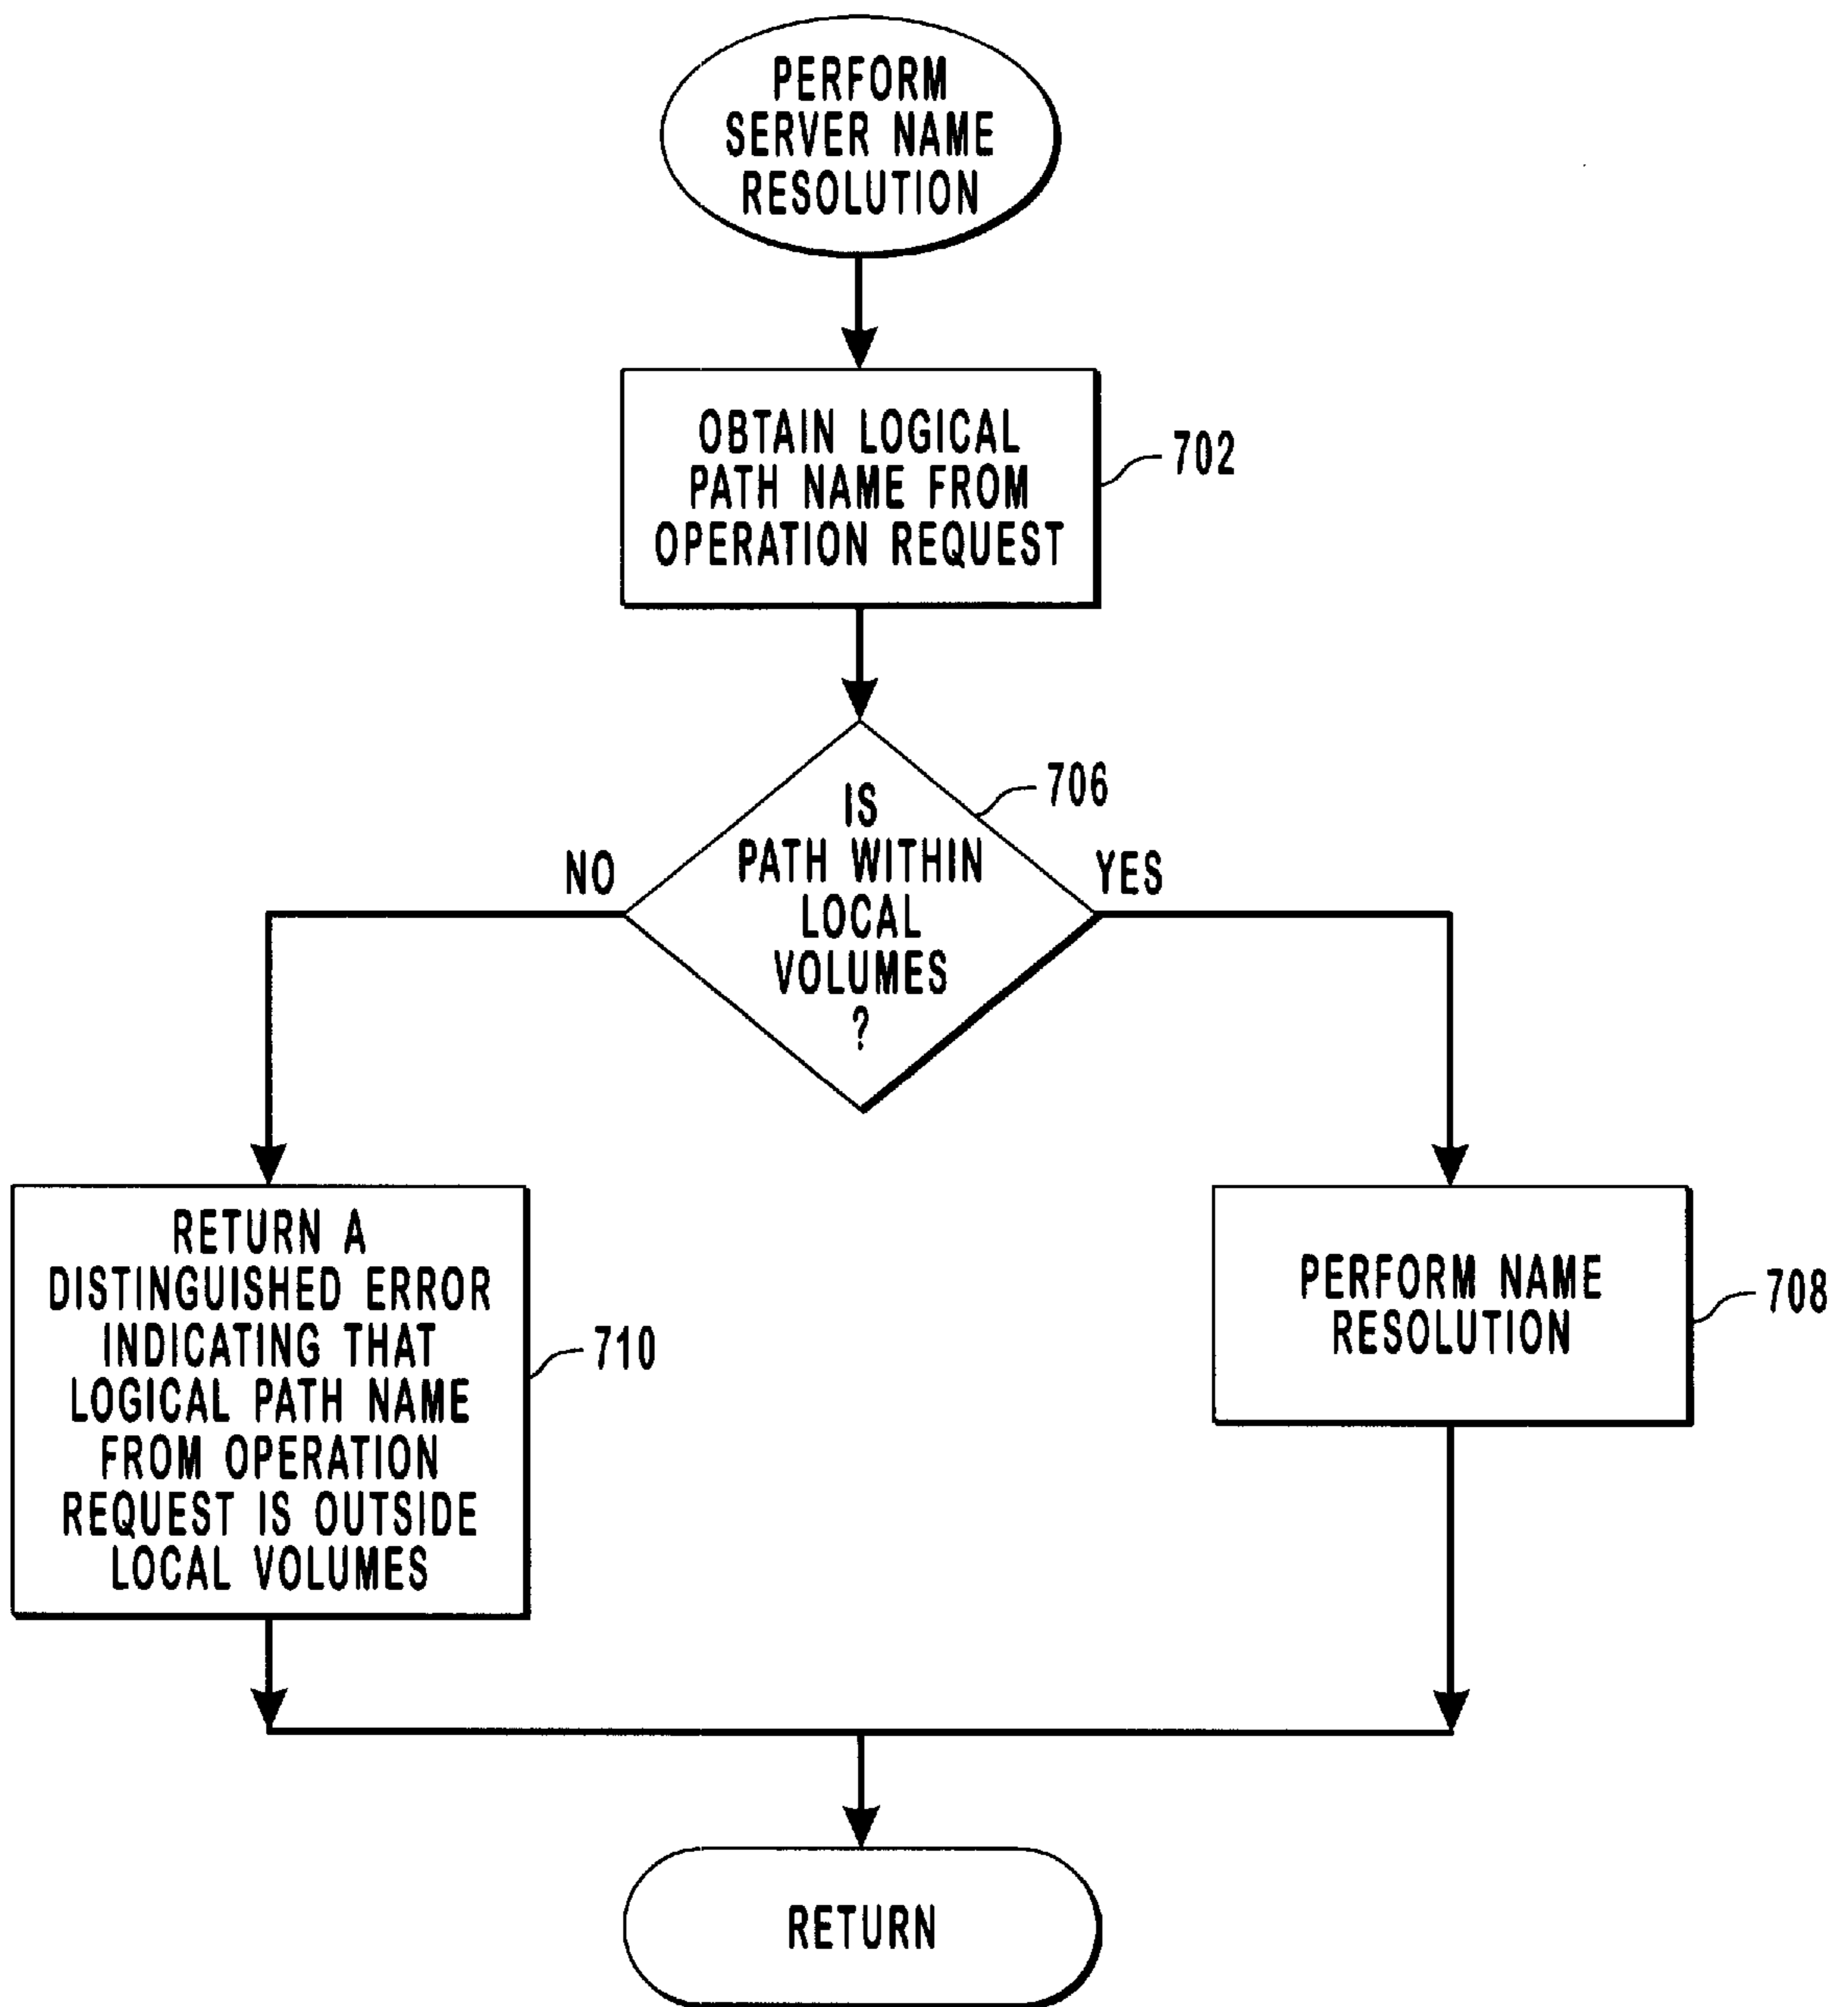 PERFORM
SERVER NAME
RESOLUTION
OBTAIN LOGICAL
PATH NAME FROM
OPERATION REQUEST
702
706
IS
PATH WITHIN
LOCAL
VOLUMES
?
NO
YES
RETURN A
DISTINGUISHED ERROR
INDICATING THAT
LOGICAL PATH NAME
FROM OPERATION
REQUEST IS OUTSIDE
LOCAL VOLUMES
710
PERFORM NAME
RESOLUTION
708
RETURN